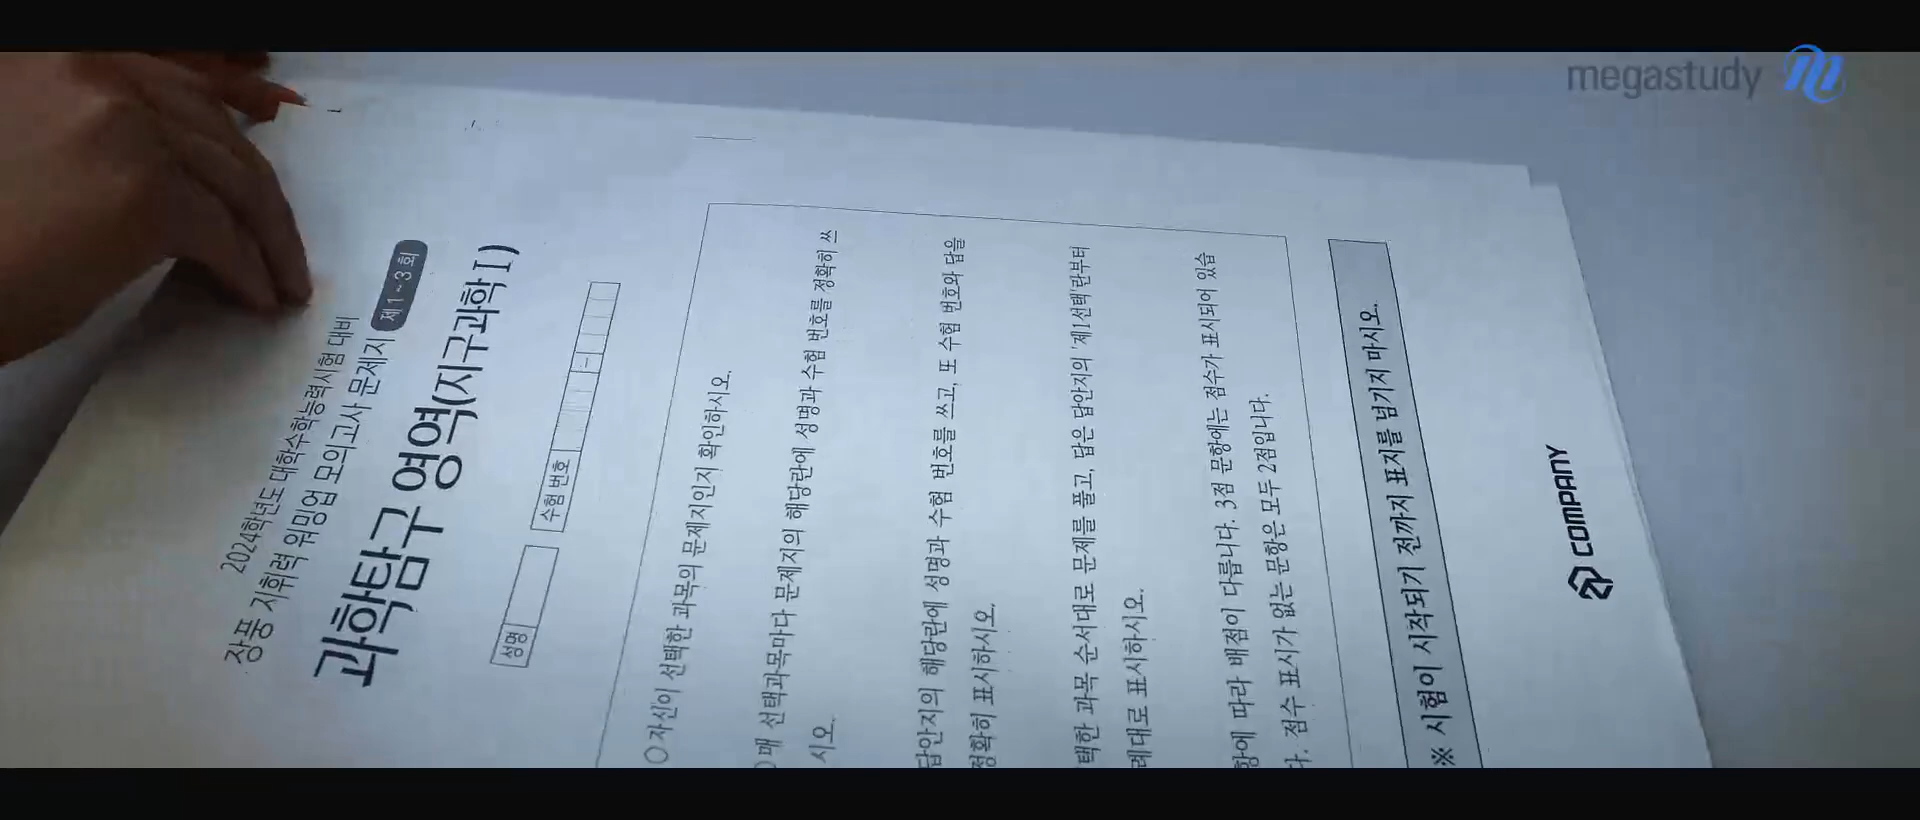 megastudy
2024학년도 대학수학능력시험 대비
장풍 지휘력 워밍업 모의고사 문제지
제1~3회
과학탐구 영역(지구과학Ⅰ)
성명
수험 번호
○자신이 선택한 과목의 문제지인지 확인하시오.
매 선택과목마다 문제지의 해당란에 성명과 수험 번호를 정확히 쓰
시오.
답안지의 해당란에 성명과 수험 번호를 쓰고, 또 수험 번호와 답을
정확히 표시하시오.
택한 과목 순서대로 문제를 풀고, 답은 답안지의 '제1선택'란부터
례대로 표시하시오.
항에 따라 배점이 다릅니다. 3점 문항에는 점수가 표시되어 있습
다. 점수 표시가 없는 문항은 모두 2점입니다.
※ 시험이 시작되기 전까지 표지를 넘기지 마시오.
COMPANY